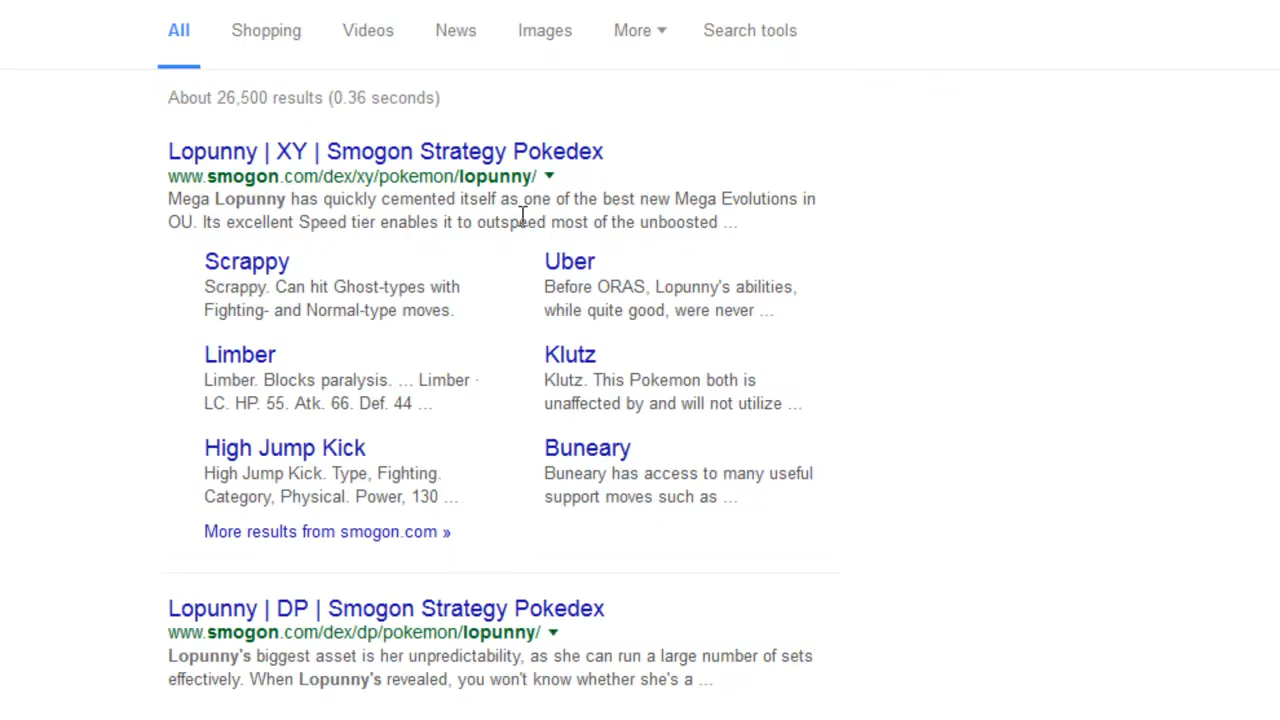 All Shopping Videos News Images More Search tools
About 26,500 results (0.36 seconds)
Lopunny | XY | Smogon Strategy Pokedex
www.smogon.com/dex/xy/pokemon/lopunny/
Mega Lopunny has quickly cemented itself as one of the best new Mega Evolutions in
OU. Its excellent Speed tier enables it to outspeed most of the unboosted ...
Scrappy
Scrappy. Can hit Ghost-types with
Fighting- and Normal-type moves.
Uber
Before ORAS, Lopunny's abilities,
while quite good, were never ...
Limber
Limber. Blocks paralysis. ... Limber ·
LC. HP. 55. Atk. 66. Def. 44 ...
Klutz
Klutz. This Pokemon both is
unaffected by and will not utilize ...
High Jump Kick
High Jump Kick. Type, Fighting.
Category, Physical. Power, 130 ...
Buneary
Buneary has access to many useful
support moves such as ...
More results from smogon.com »
Lopunny | DP | Smogon Strategy Pokedex
www.smogon.com/dex/dp/pokemon/lopunny/
Lopunny's biggest asset is her unpredictability, as she can run a large number of sets
effectively. When Lopunny's revealed, you won't know whether she's a ...